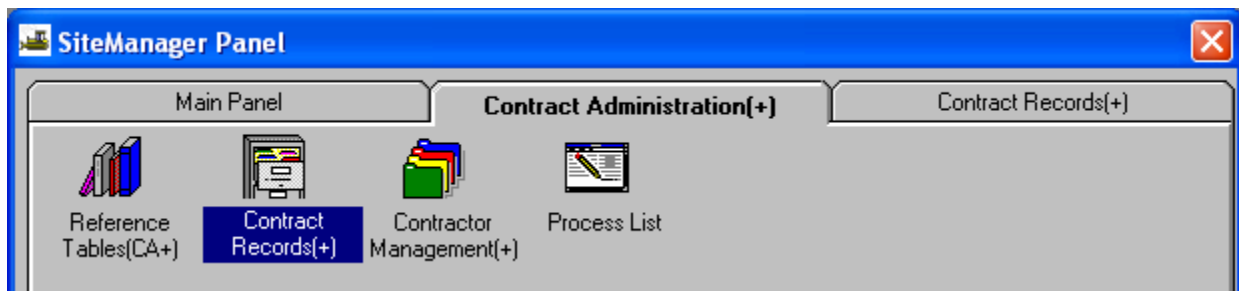 SiteManager Panel
Main Panel
Contract Administration(+)
Contract Records(+)
Reference
Tables(CA+)
Contract
Records(+)
Contractor
Management(+)
Process List